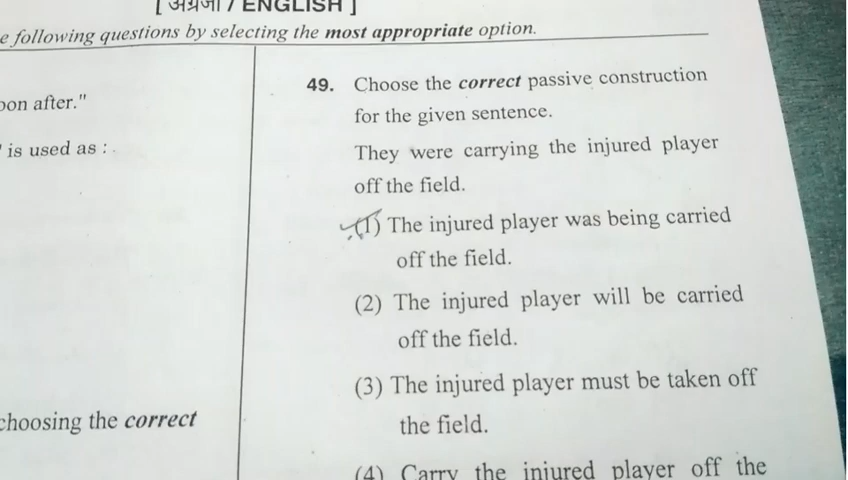 [ अंग्रेजी / ENGLISH ]
e following questions by selecting the most appropriate option.
oon after."
' is used as :
choosing the correct
49. Choose the correct passive construction
for the given sentence.
They were carrying the injured player
off the field.
(1) The injured player was being carried
off the field.
(2) The injured player will be carried
off the field.
(3) The injured player must be taken off
the field.
(4) Carry the injured player off the